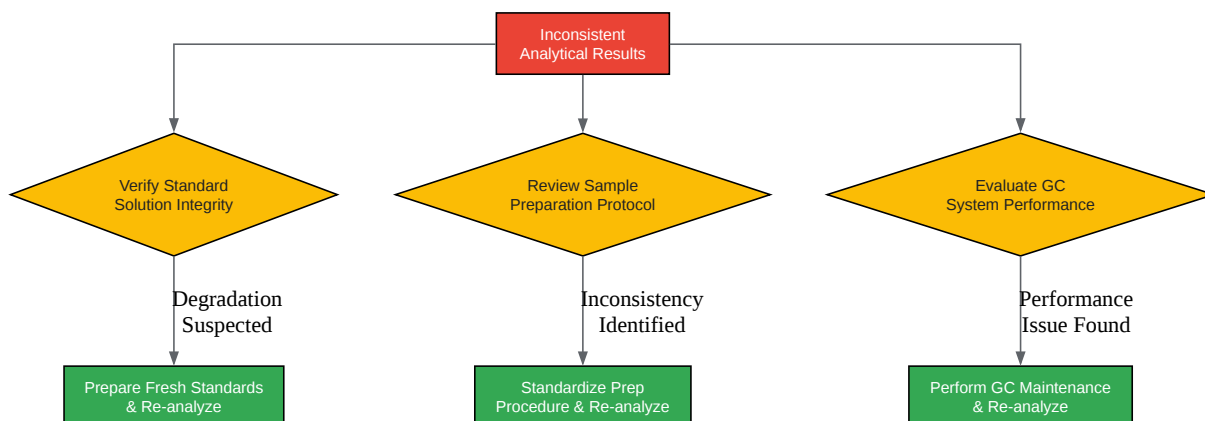 Inconsistent
Analytical Results
Verify Standard
Solution Integrity
Review Sample
Preparation Protocol
Evaluate GC
System Performance
Degradation
Suspected
Inconsistency
Identified
Performance
Issue Found
Prepare Fresh Standards
& Re-analyze
Standardize Prep
Procedure & Re-analyze
Perform GC Maintenance
& Re-analyze